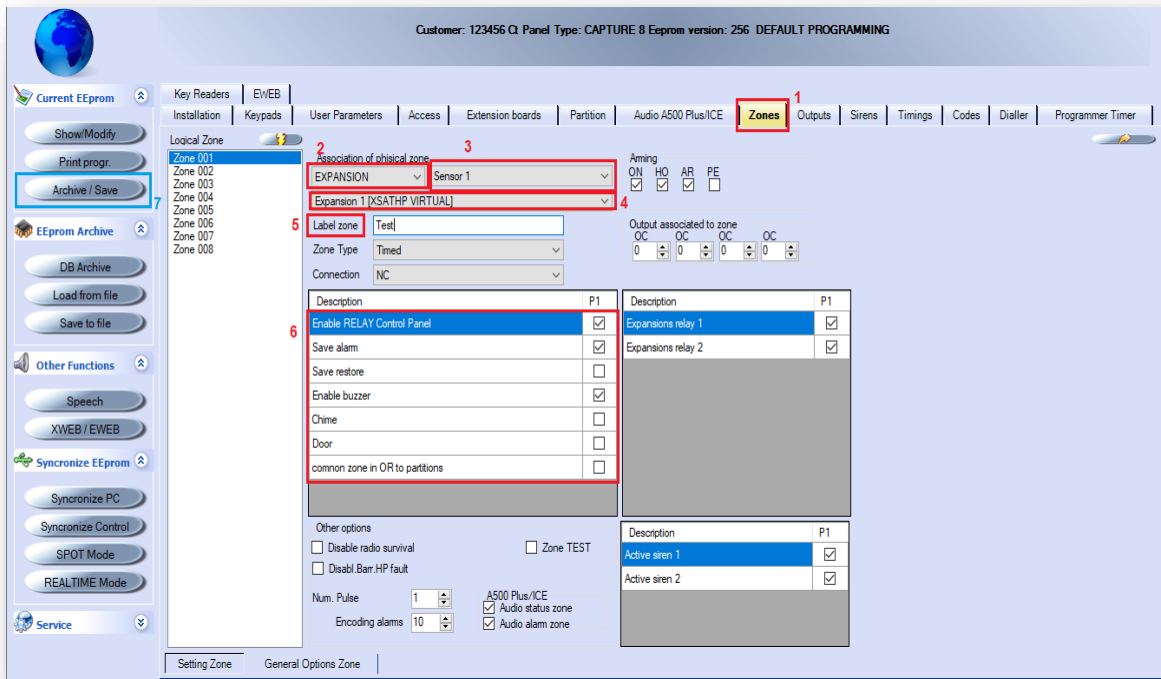 Customer: 123456 Ct Panel Type: CAPTURE 8 Eeprom version: 256 DEFAULT PROGRAMMING
Current EEprom
Show/Modify
Print progr.
Archive / Save
7
EEprom Archive
DB Archive
Load from file
Save to file
Other Functions
Speech
XWEB / EWEB
Syncronize EEprom
Syncronize PC
Syncronize Control
SPOT Mode
REALTIME Mode
Service
Key Readers EWEB
1
Installation Keypads User Parameters Access Extension boards Partition Audio A500 Plus/ICE Zones Outputs Sirens Timings Codes Dialler Programmer Timer
Logical Zone
Zone 001
Zone 002
Zone 003
Zone 004
Zone 005
Zone 006
Zone 007
Zone 008
2 3
Association of phisical zone
EXPANSION Sensor 1
Expansion 1 [XSATHP VIRTUAL] 4
5 Label zone Test
Zone Type Timed
Connection NC
Arming
ON HO AR PE
Output associated to zone
OC OC OC OC
0 0 0 0
Description P1
6
Enable RELAY Control Panel
Save alarm
Save restore
Enable buzzer
Chime
Door
comnon zone in OR to partitions
Description P1
Expansions relay 1
Expansions relay 2
Other options
Disable radio survival Zone TEST
Disabl.Barr.HP fault
Num. Pulse 1
Encoding alarms 10
A500 Plus/ICE
Audio status zone
Audio alarm zone
Description P1
Active siren 1
Active siren 2
Setting Zone General Options Zone